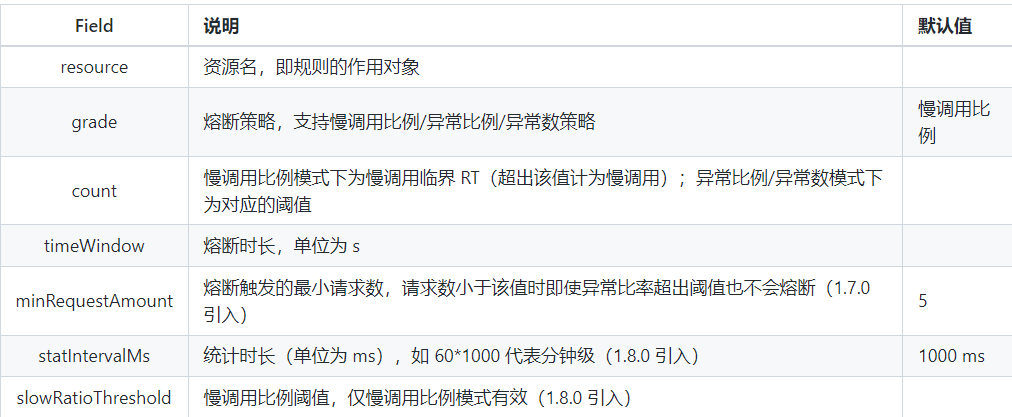 Field 说明 默认值
resource 资源名，即规则的作用对象
grade 熔断策略，支持慢调用比例/异常比例/异常数策略 慢调用比
例
count 慢调用比例模式下为慢调用临界 RT（超出该值计为慢调用）；异常比例/异常数模式下
为对应的阈值
timeWindow 熔断时长，单位为 s
minRequestAmount 熔断触发的最小请求数，请求数小于该值时即使异常比率超出阈值也不会熔断（1.7.0
引入） 5
statIntervalMs 统计时长（单位为 ms），如 60*1000 代表分钟级（1.8.0 引入） 1000 ms
slowRatioThreshold 慢调用比例阈值，仅慢调用比例模式有效（1.8.0 引入）